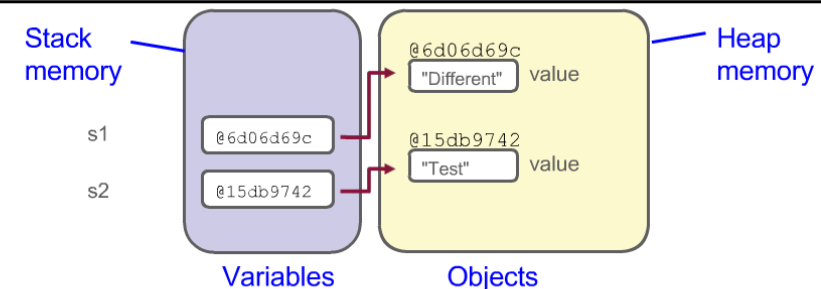 Stack
memory
Heap
memory
@6d06d69c
"Different" value
s1 @6d06d69c
@15db9742
"Test" value
s2 @15db9742
Variables Objects